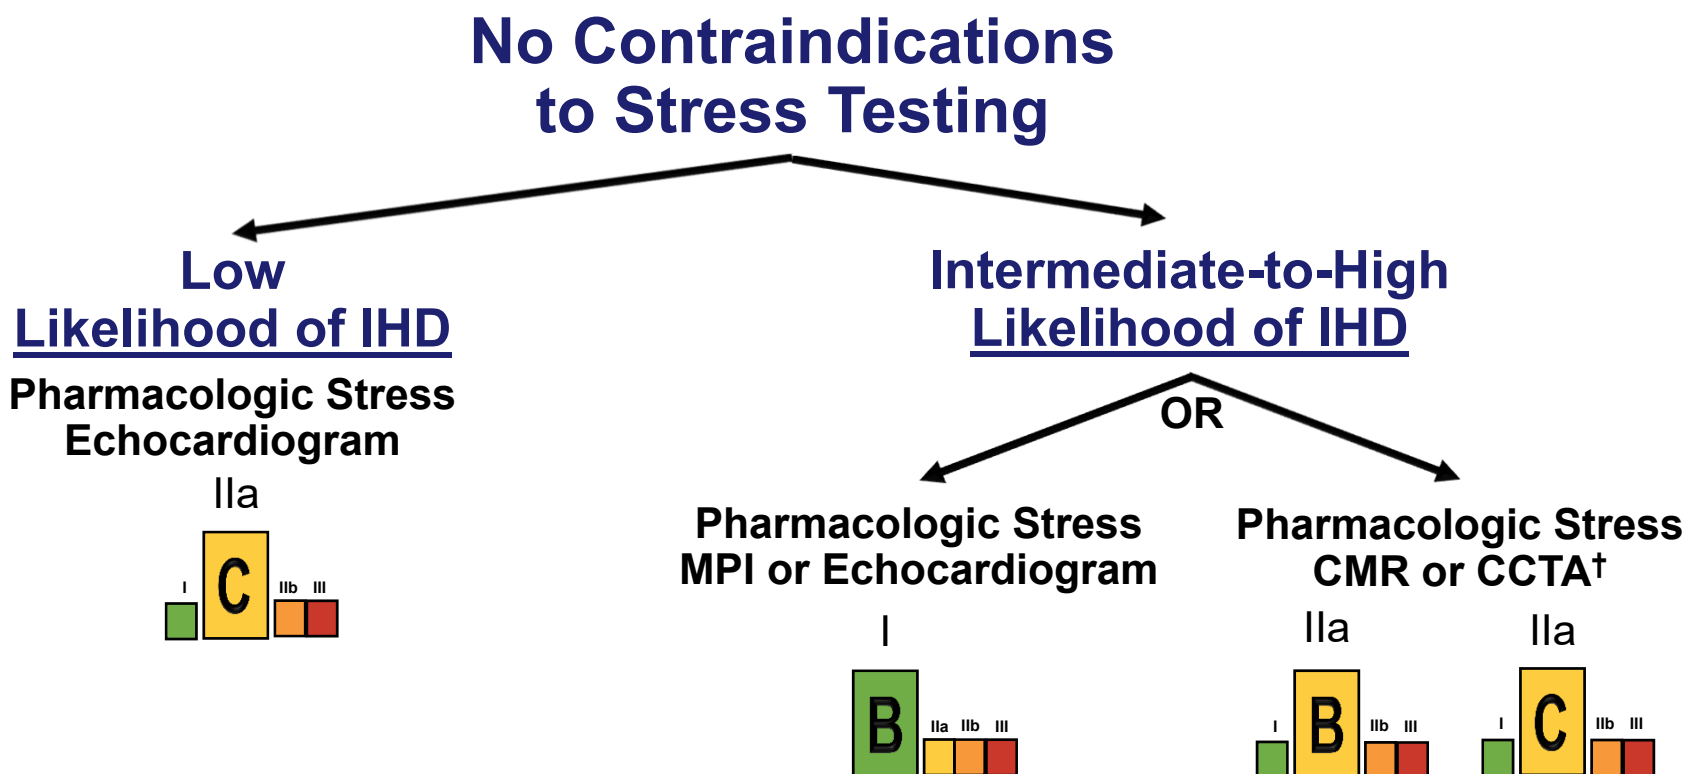 No Contraindications
to Stress Testing
Low
Likelihood of IHD
Pharmacologic Stress
Echocardiogram
IIa
I C IIb III
Intermediate-to-High
Likelihood of IHD
OR
Pharmacologic Stress
MPI or Echocardiogram
I
B IIa IIb III
Pharmacologic Stress
CMR or CCTA†
IIa
I B IIb III
IIa
I C IIb III